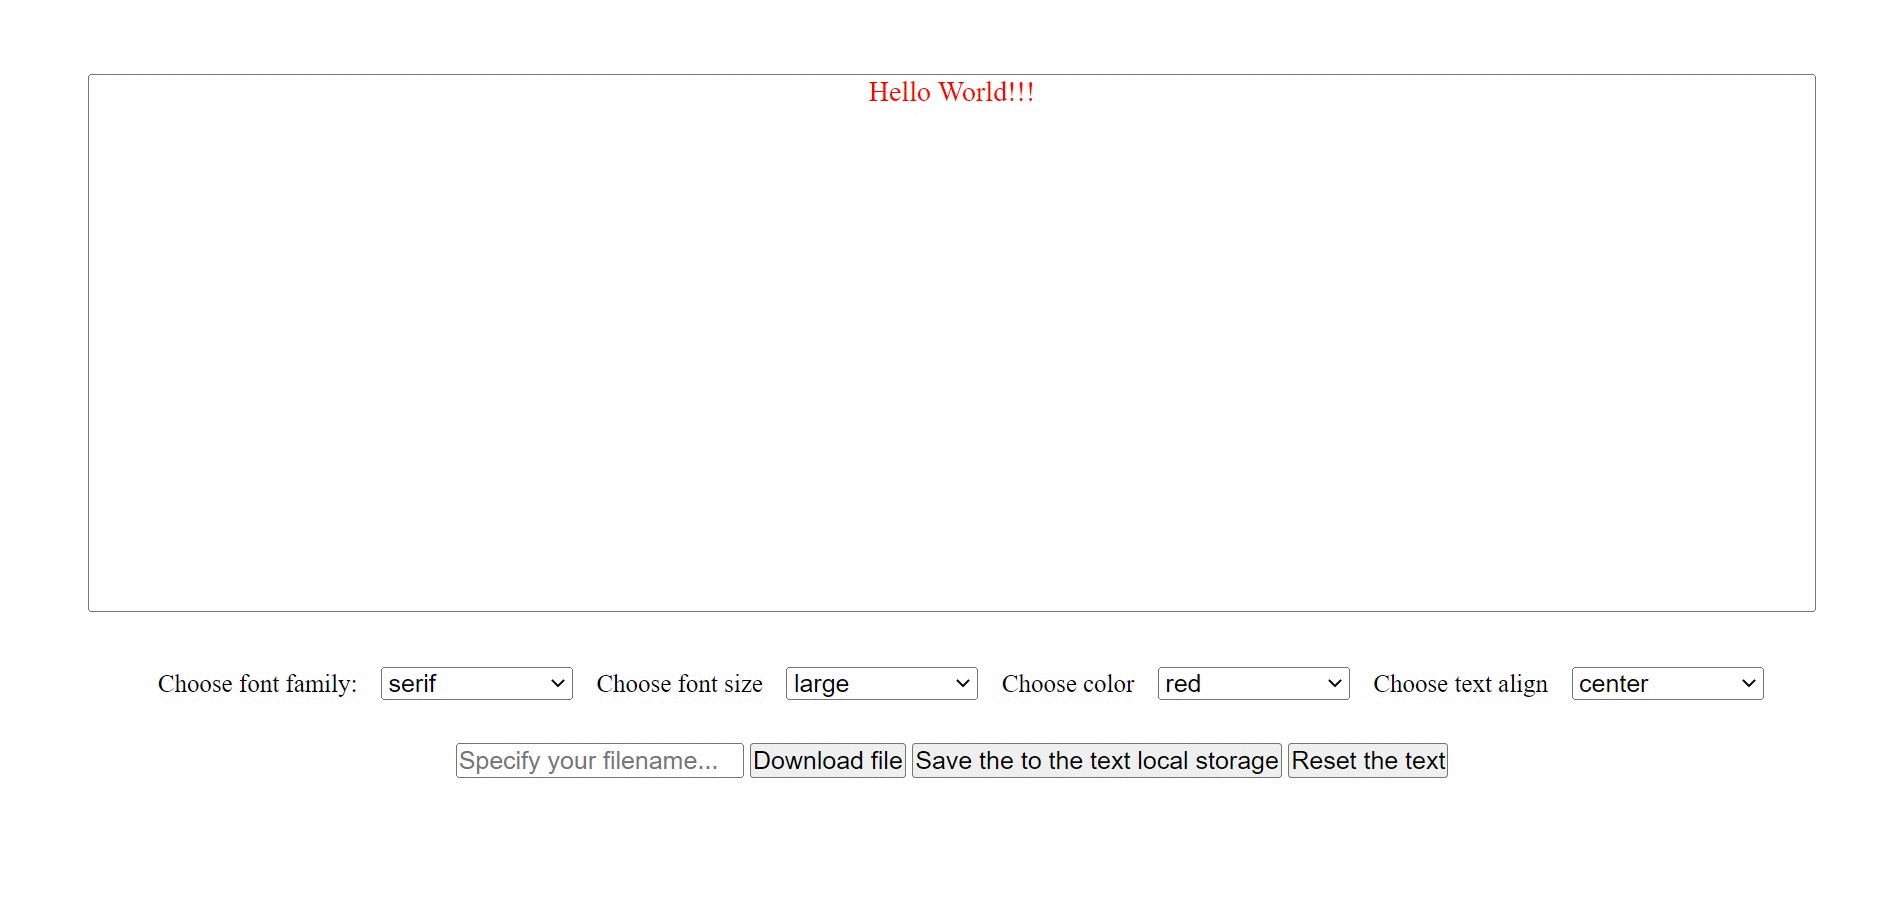 Hello World!!!
Choose font family: serif Choose font size large Choose color red Choose text align center
Specify your filename... Download file Save the to the text local storage Reset the text